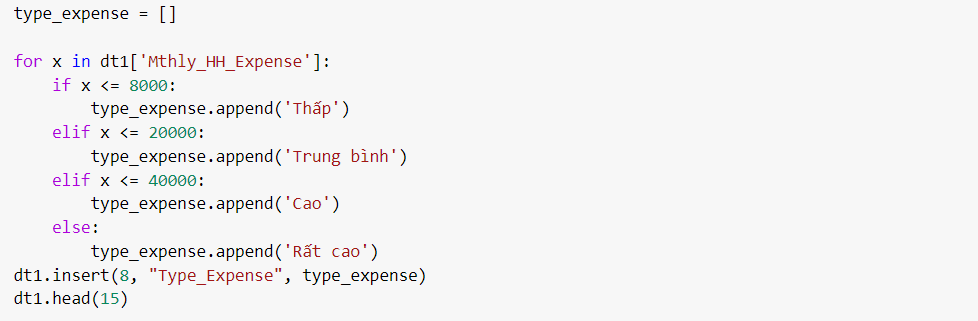 type_expense = []
for x in dt1['Mthly_HH_Expense']:
    if x <= 8000:
        type_expense.append('Thấp')
    elif x <= 20000:
        type_expense.append('Trung bình')
    elif x <= 40000:
        type_expense.append('Cao')
    else:
        type_expense.append('Rất cao')
dt1.insert(8, "Type_Expense", type_expense)
dt1.head(15)